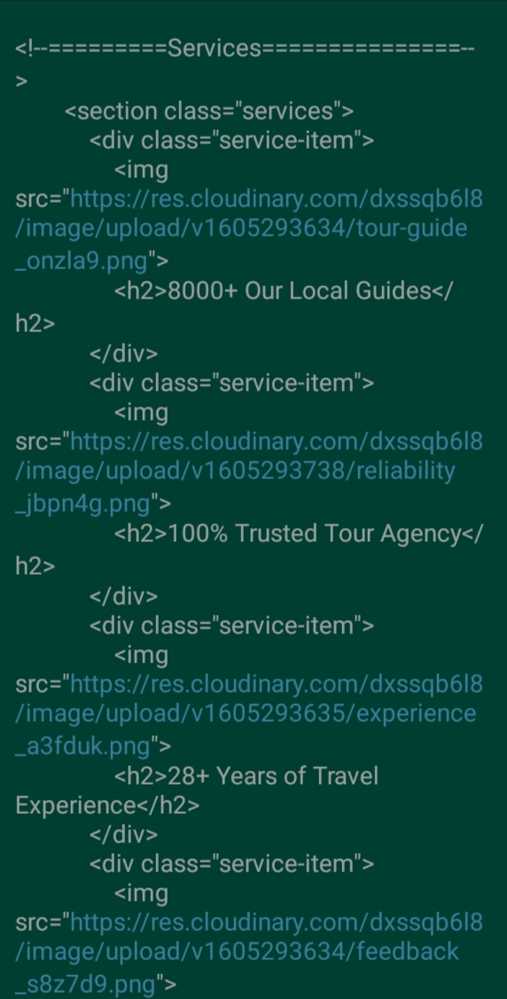 <!--=========Services===============--
>
<section class="services">
<div class="service-item">
<img
src="https://res.cloudinary.com/dxssqb6l8
/image/upload/v1605293634/tour-guide
_onzla9.png">
<h2>8000+ Our Local Guides</
h2>
</div>
<div class="service-item">
<img
src="https://res.cloudinary.com/dxssqb6l8
/image/upload/v1605293738/reliability
_jbpn4g.png">
<h2>100% Trusted Tour Agency</
h2>
</div>
<div class="service-item">
<img
src="https://res.cloudinary.com/dxssqb6l8
/image/upload/v1605293635/experience
_a3fduk.png">
<h2>28+ Years of Travel
Experience</h2>
</div>
<div class="service-item">
<img
src="https://res.cloudinary.com/dxssqb6l8
/image/upload/v1605293634/feedback
_s8z7d9.png">